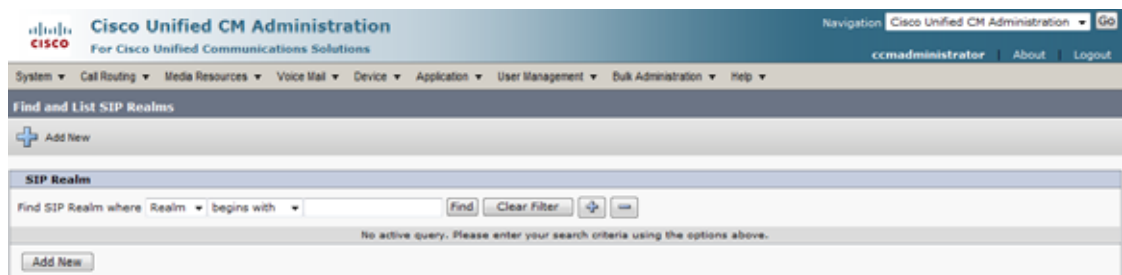 CISCO
Cisco Unified CM Administration
For Cisco Unified Communications Solutions
Navigation Cisco Unified CM Administration Go
ccmadministrator | About | Logout
System Call Routing Media Resources Voice Mail Device Application User Management Bulk Administration Help
Find and List SIP Realms
Add New
SIP Realm
Find SIP Realm where Realm begins with Find Clear Filter
No active query. Please enter your search criteria using the options above.
Add New